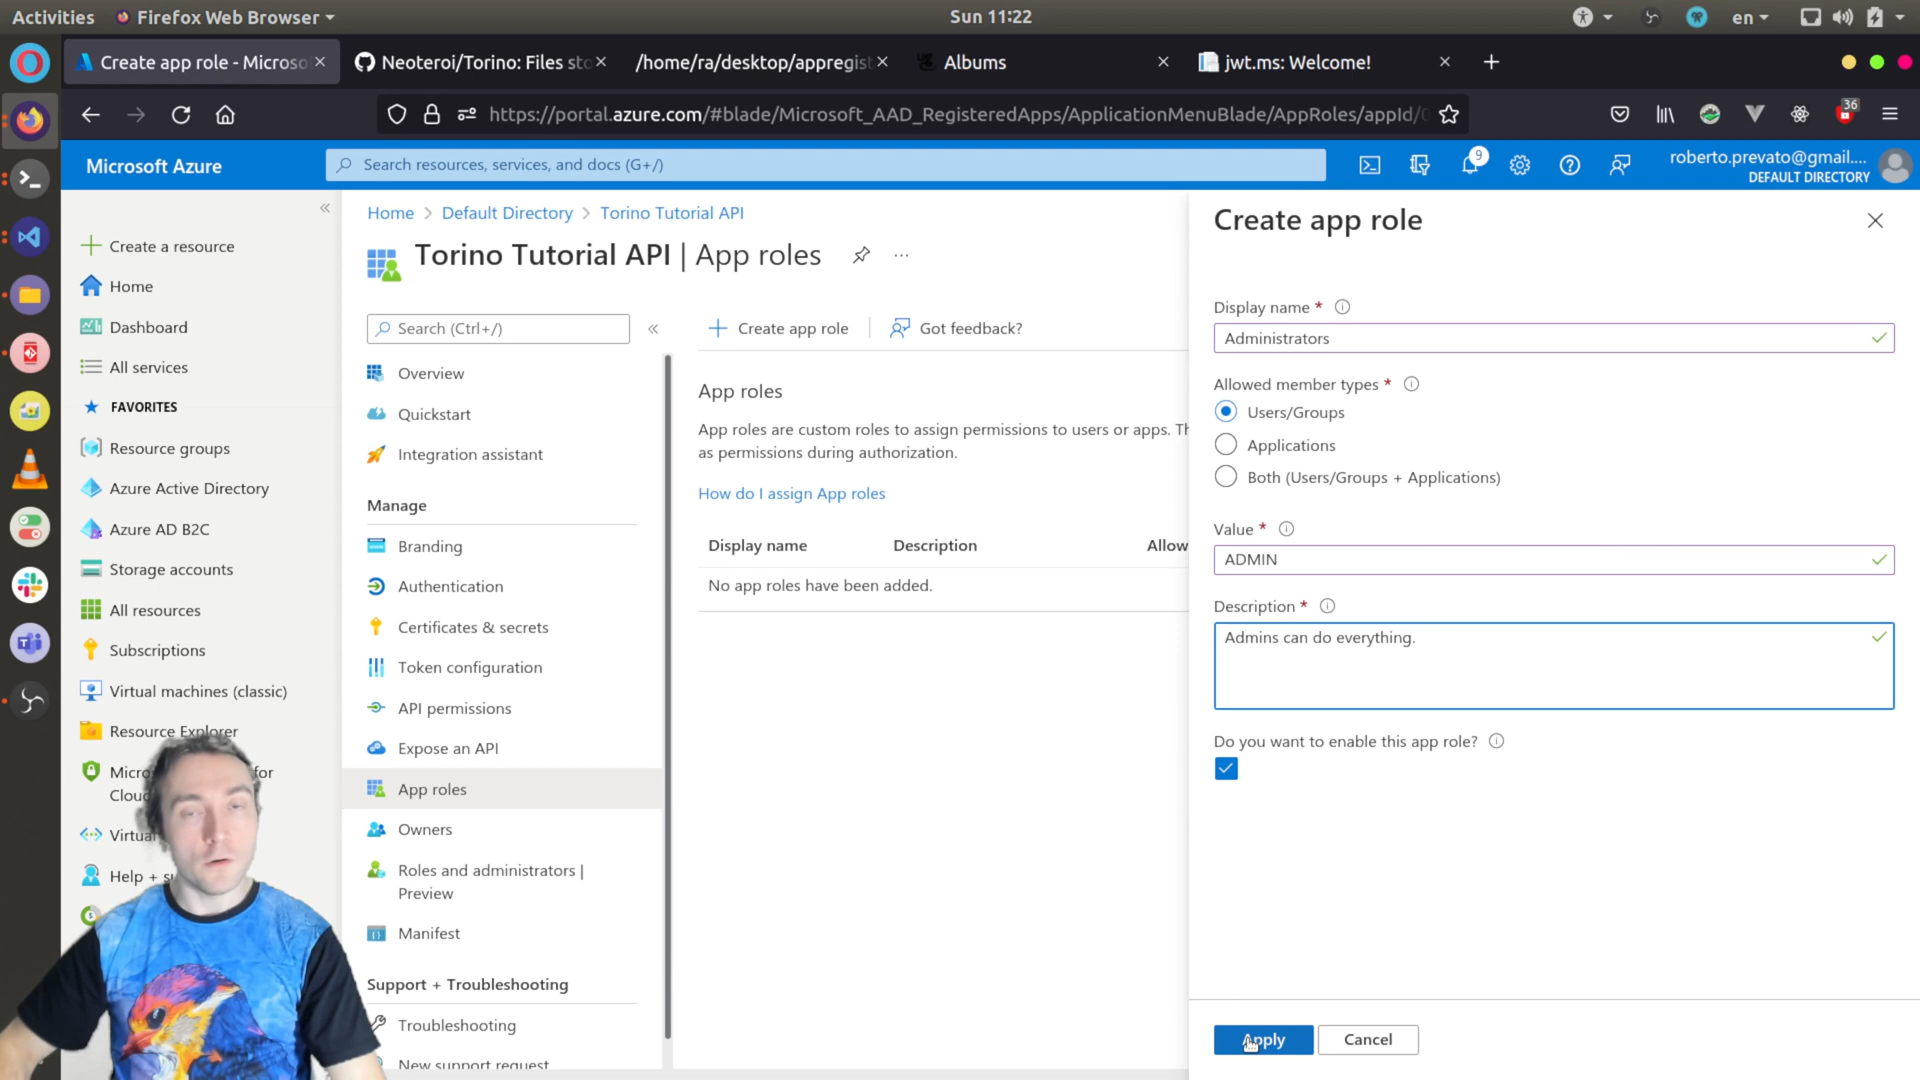 Activities
Firefox Web Browser
Sun 11:22
en
Create app role - Microso
Neoteroi/Torino: Files sto
/home/ra/desktop/appregist
Albums
jwt.ms: Welcome!
https://portal.azure.com/#blade/Microsoft_AAD_RegisteredApps/ApplicationMenuBlade/AppRoles/appId/0
36
Microsoft Azure
Search resources, services, and docs (G+/)
9
roberto.prevato@gmail....
DEFAULT DIRECTORY
Create a resource
Home
Dashboard
All services
FAVORITES
Resource groups
Azure Active Directory
Azure AD B2C
Storage accounts
All resources
Subscriptions
Virtual machines (classic)
Resource Explorer
for
Help +
Home > Default Directory > Torino Tutorial API
Torino Tutorial API | App roles
Search (Ctrl+/)
Overview
Quickstart
Integration assistant
Manage
Branding
Authentication
Certificates & secrets
Token configuration
API permissions
Expose an API
App roles
Owners
Roles and administrators |
Preview
Manifest
Support + Troubleshooting
Troubleshooting
New support request
Create app role
Got feedback?
App roles
App roles are custom roles to assign permissions to users or apps. Th
as permissions during authorization.
How do I assign App roles
Display name
Description
Allow
No app roles have been added.
Create app role
Display name *
Administrators
Allowed member types *
Users/Groups
Applications
Both (Users/Groups + Applications)
Value *
ADMIN
Description *
Admins can do everything.
Do you want to enable this app role?
Apply
Cancel